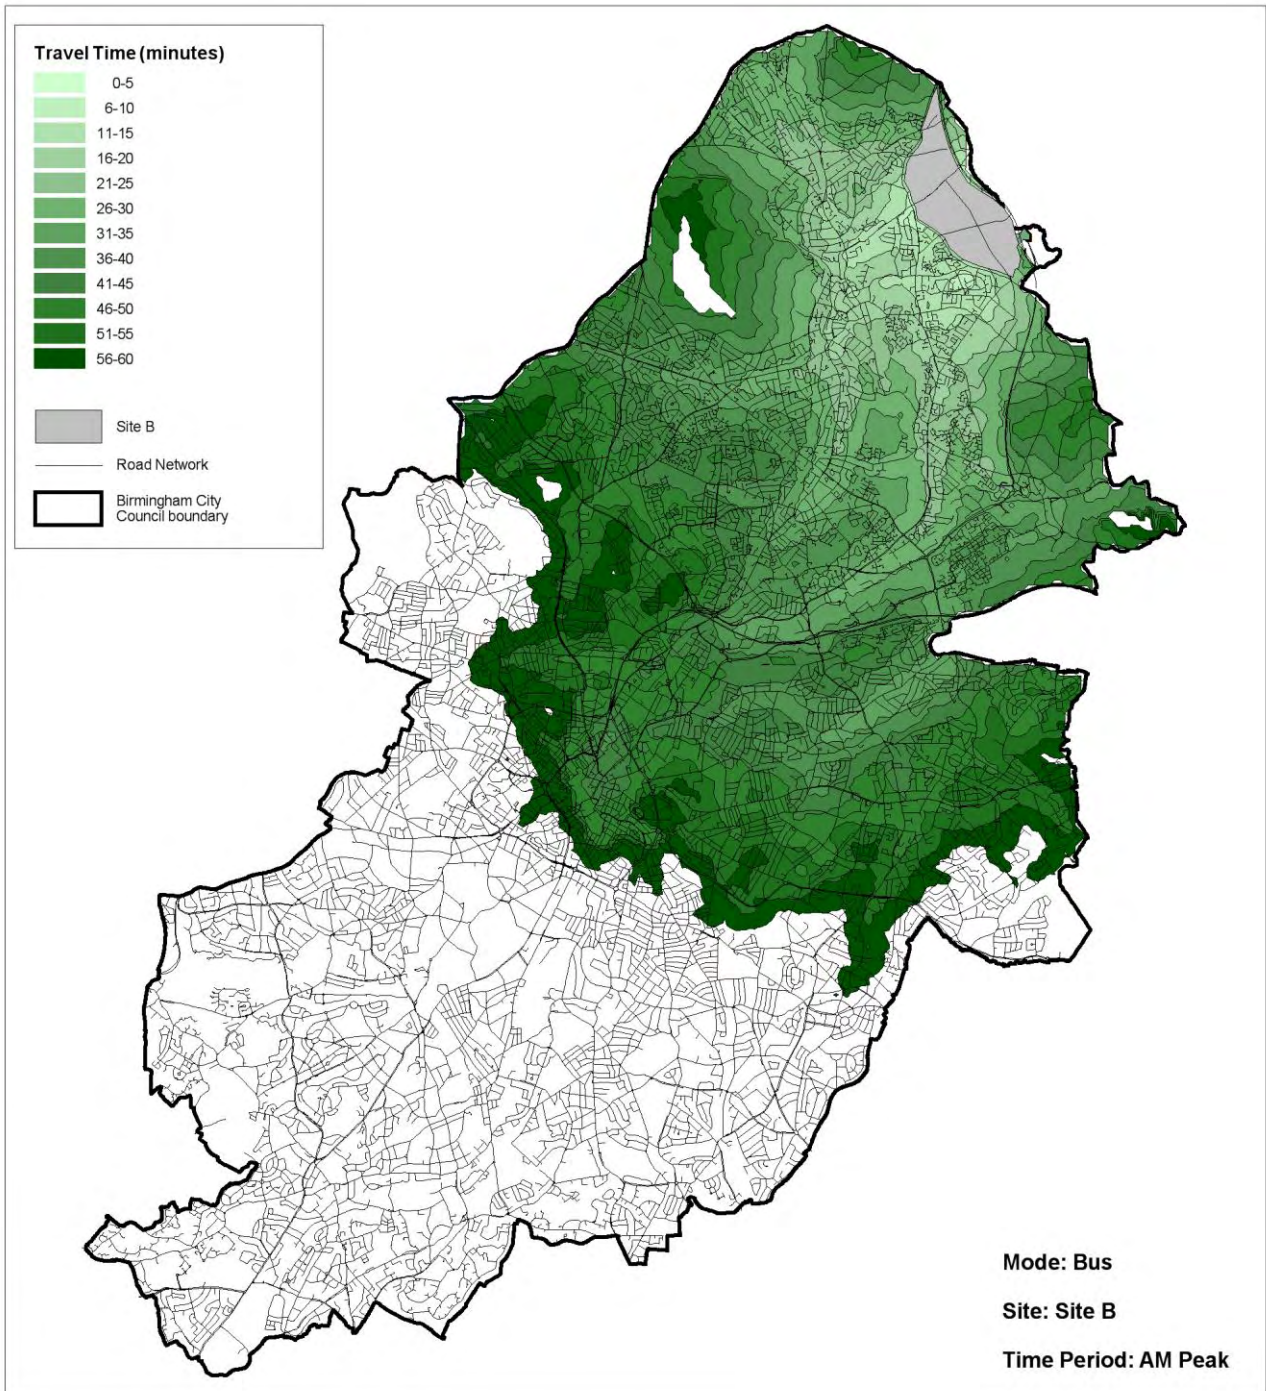 Travel Time (minutes)
0-5
6-10
11-15
16-20
21-25
26-30
31-35
36-40
41-45
46-50
51-55
56-60
Site B
Road Network
Birmingham City
Council boundary
Mode: Bus
Site: Site B
Time Period: AM Peak